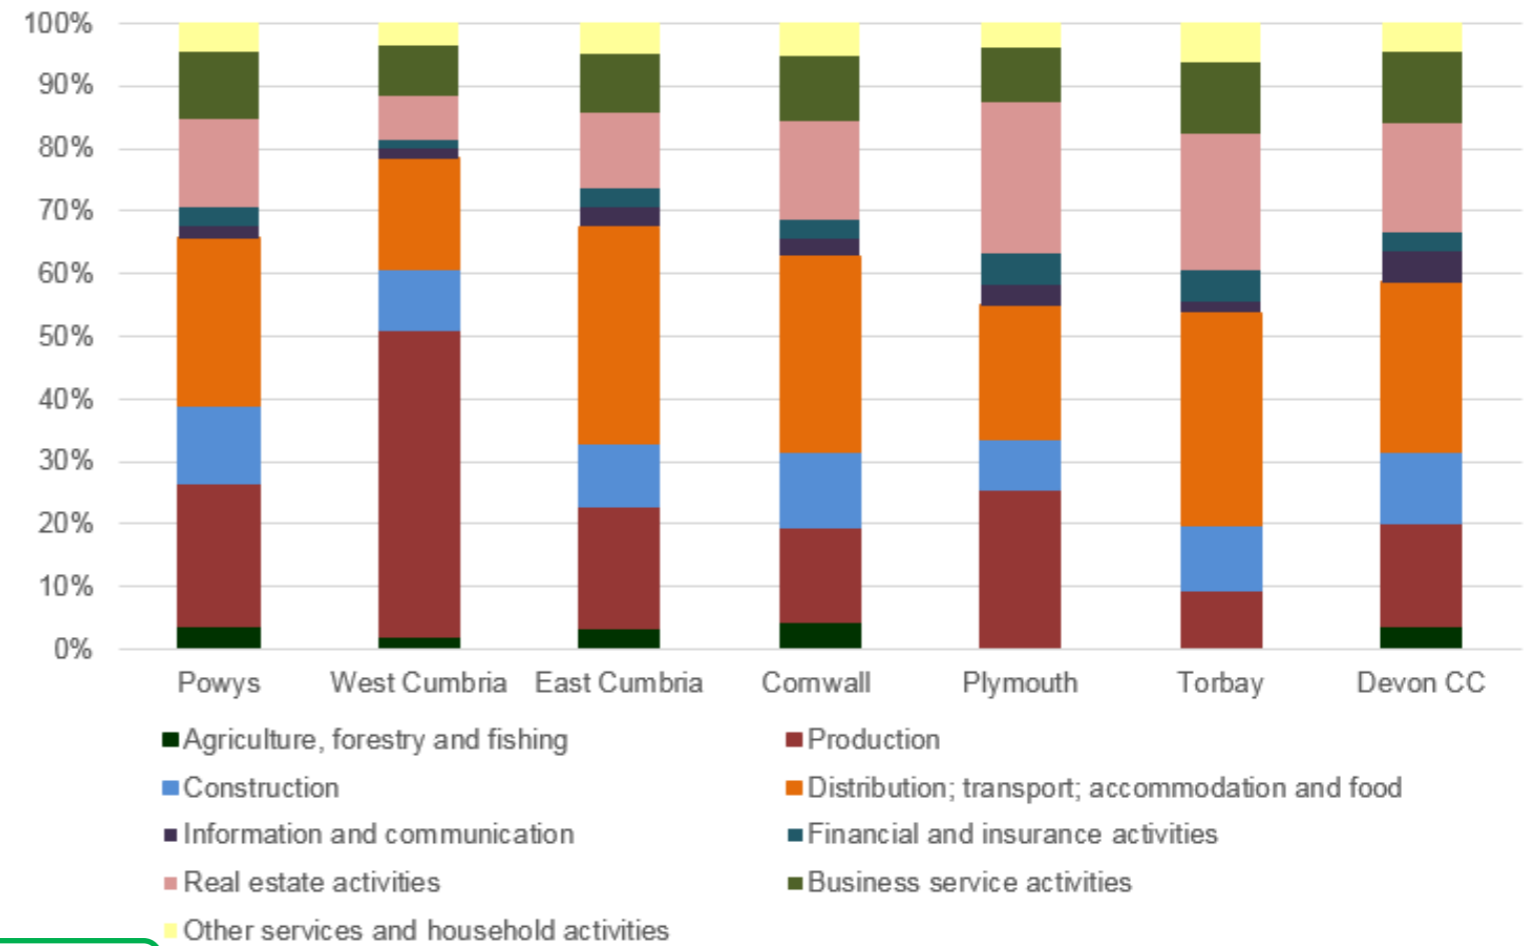 100%
90%
80%
70%
60%
50%
40%
30%
20%
10%
0%
Powys West Cumbria East Cumbria Cornwall Plymouth Torbay Devon CC
Agriculture, forestry and fishing Production
Construction Distribution; transport; accommodation and food
Information and communication Financial and insurance activities
Real estate activities Business service activities
Other services and household activities